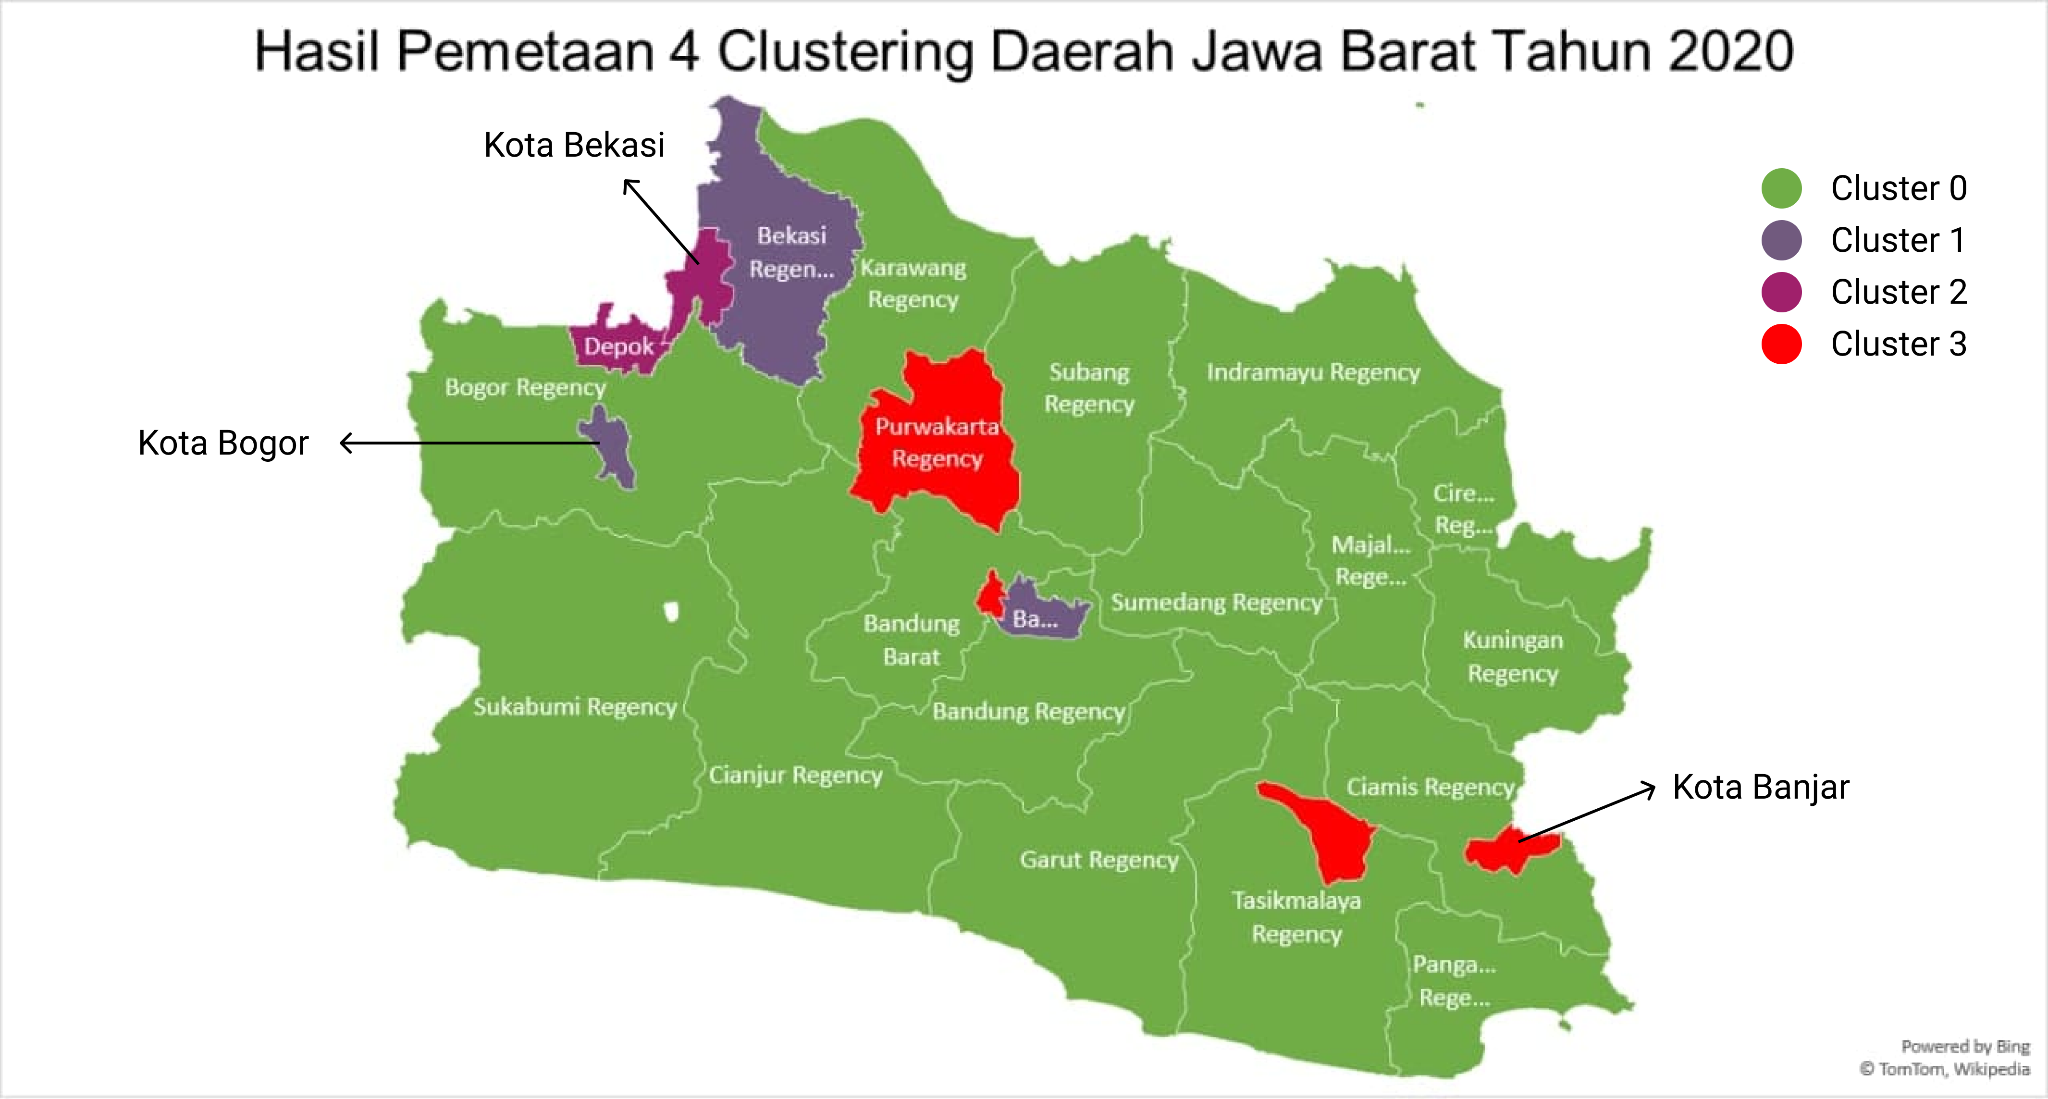 Hasil Pemetaan 4 Clustering Daerah Jawa Barat Tahun 2020
Kota Bekasi
Cluster 0
Cluster 1
Cluster 2
Cluster 3
Bekasi
Regen...
Karawang
Regency
Depok
Bogor Regency
Kota Bogor
Purwakarta
Regency
Subang
Regency
Indramayu Regency
Cire...
Reg...
Majal...
Rege...
Sumedang Regency
Ba...
Bandung
Barat
Kuningan
Regency
Sukabumi Regency
Bandung Regency
Cianjur Regency
Ciamis Regency
Kota Banjar
Garut Regency
Tasikmalaya
Regency
Panga...
Rege...
Powered by Bing
© TomTom, Wikipedia